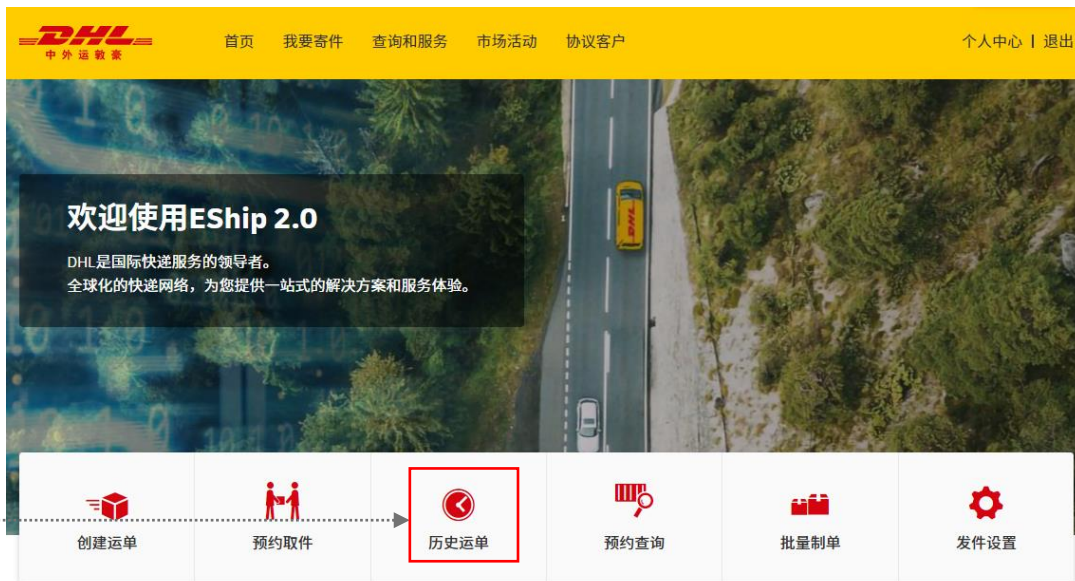 DHL
中外运敦豪
首页 我要寄件 查询和服务 市场活动 协议客户 个人中心 | 退出
欢迎使用EShip 2.0
DHL是国际快递服务的领导者。
全球化的快递网络，为您提供一站式的解决方案和服务体验。
DHL
创建运单 预约取件 历史运单 预约查询 批量制单 发件设置